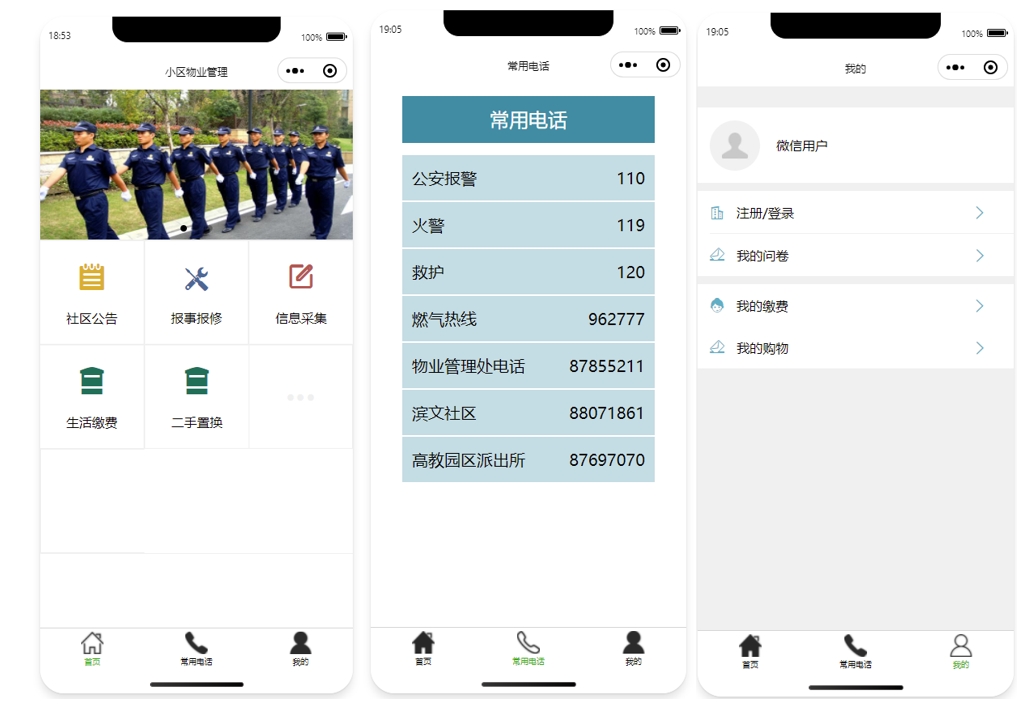 18:53
100%
小区物业管理
社区公告
报事报修
信息采集
生活缴费
二手置换
首页
常用电话
我的
19:05
100%
常用电话
常用电话
公安报警 110
火警 119
救护 120
燃气热线 962777
物业管理处电话 87855211
滨文社区 88071861
高教园区派出所 87697070
首页
常用电话
我的
19:05
100%
我的
微信用户
注册/登录
我的问卷
我的缴费
我的购物
首页
常用电话
我的